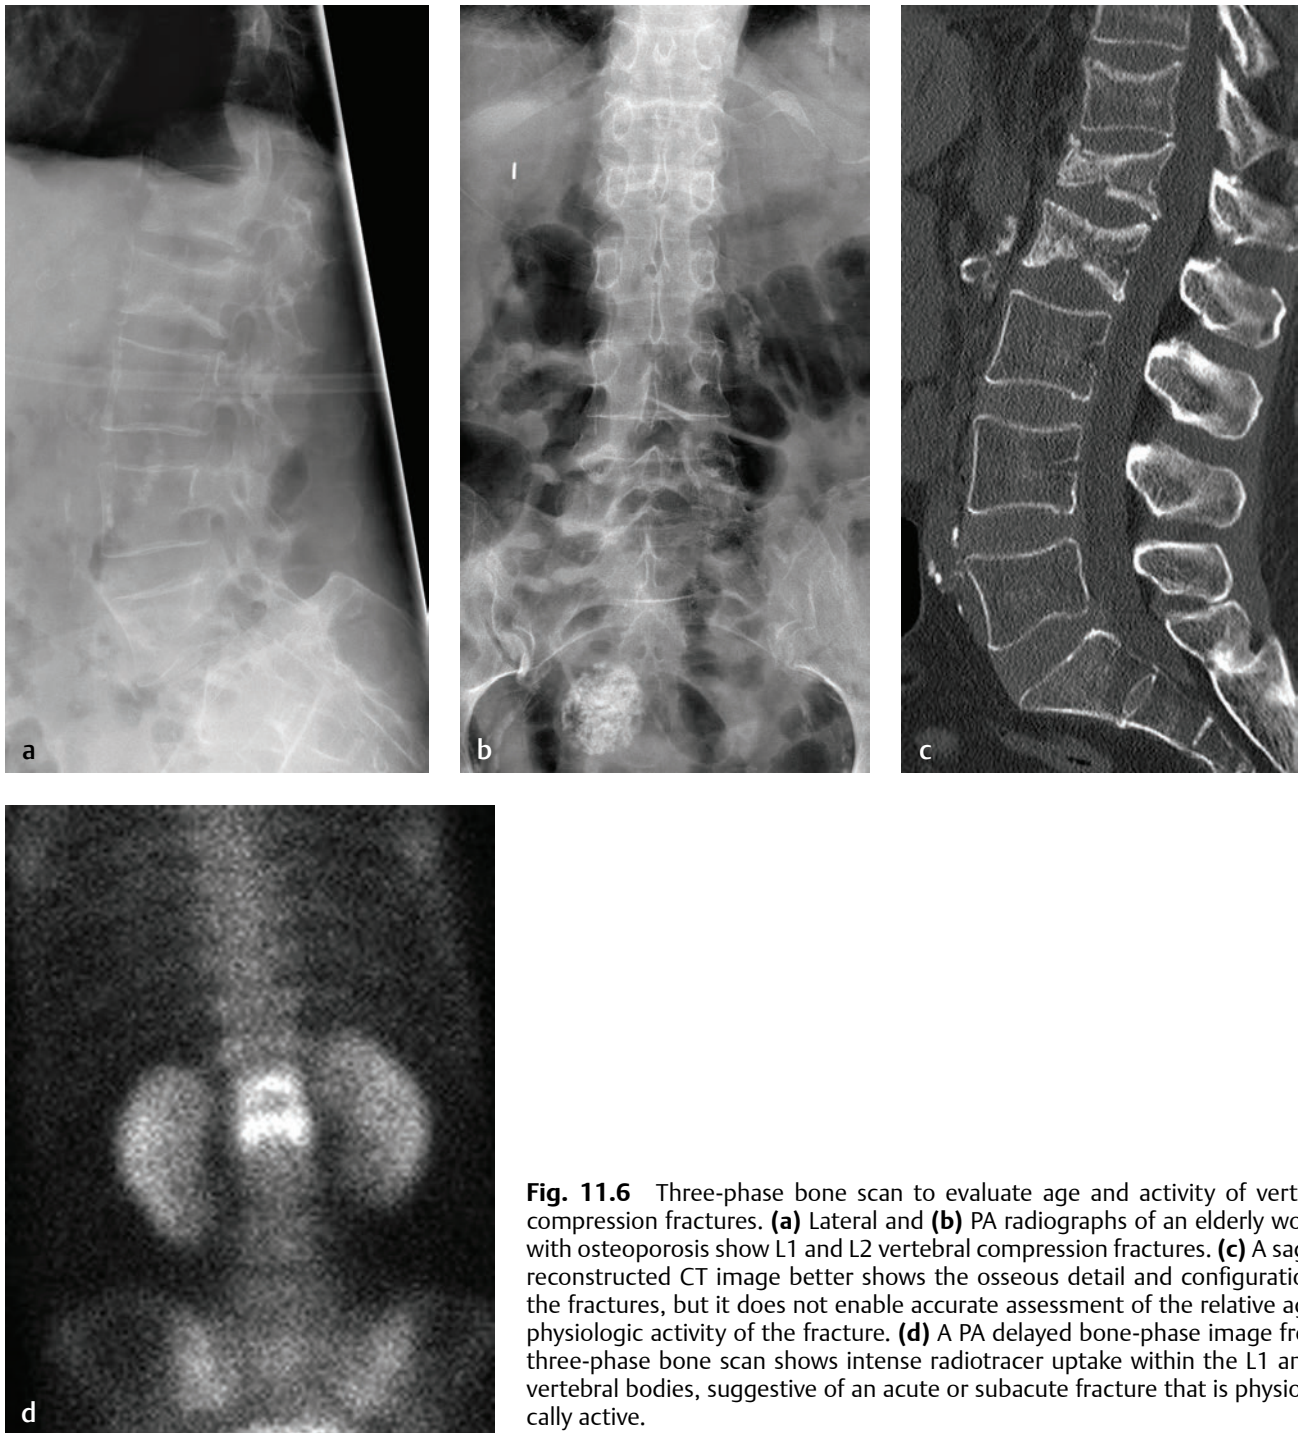 a
b
c
d
Fig. 11.6 Three-phase bone scan to evaluate age and activity of vert
compression fractures. (a) Lateral and (b) PA radiographs of an elderly wo
with osteoporosis show L1 and L2 vertebral compression fractures. (c) A sag
reconstructed CT image better shows the osseous detail and configuratio
the fractures, but it does not enable accurate assessment of the relative ag
physiologic activity of the fracture. (d) A PA delayed bone-phase image fr
three-phase bone scan shows intense radiotracer uptake within the L1 an
vertebral bodies, suggestive of an acute or subacute fracture that is physio
cally active.